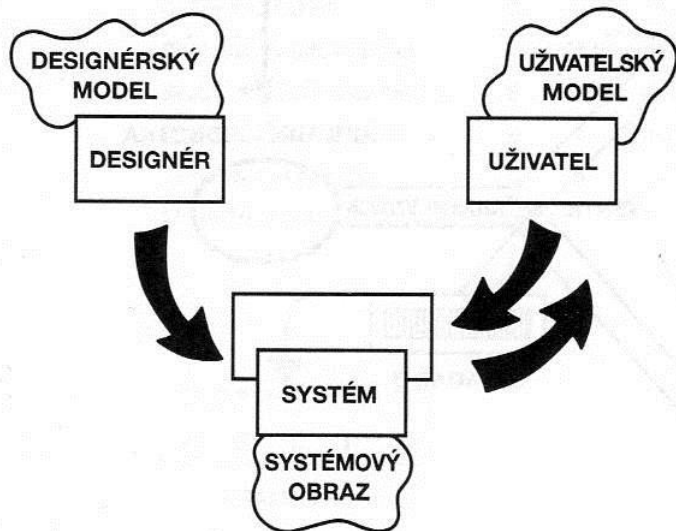 DESIGNÉRSKÝ
MODEL
DESIGNÉR
UŽIVATELSKÝ
MODEL
UŽIVATEL
SYSTÉM
SYSTÉMOVÝ
OBRAZ